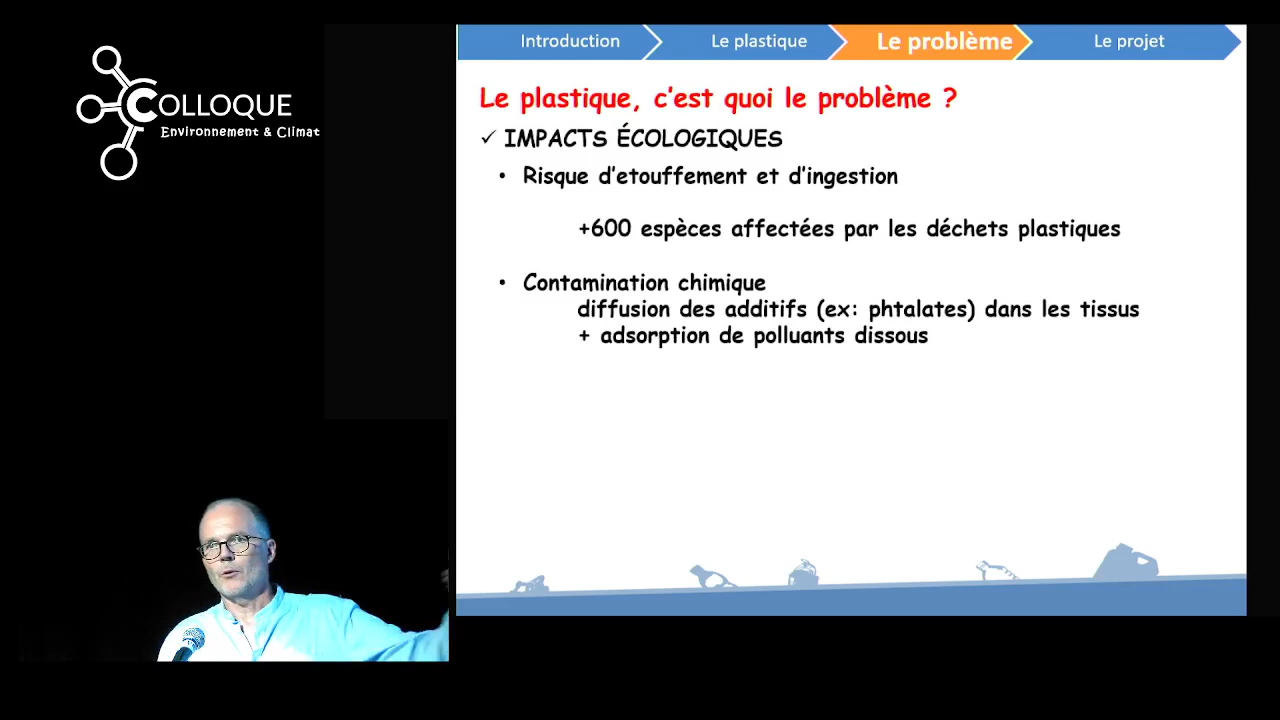 COLLOQUE
Environnement & Climat
Introduction
Le plastique
Le problème
Le projet
Le plastique, c'est quoi le problème ?
✓ IMPACTS ÉCOLOGIQUES
• Risque d'etouffement et d'ingestion
+600 espèces affectées par les déchets plastiques
• Contamination chimique
diffusion des additifs (ex: phtalates) dans les tissus
+ adsorption de polluants dissous